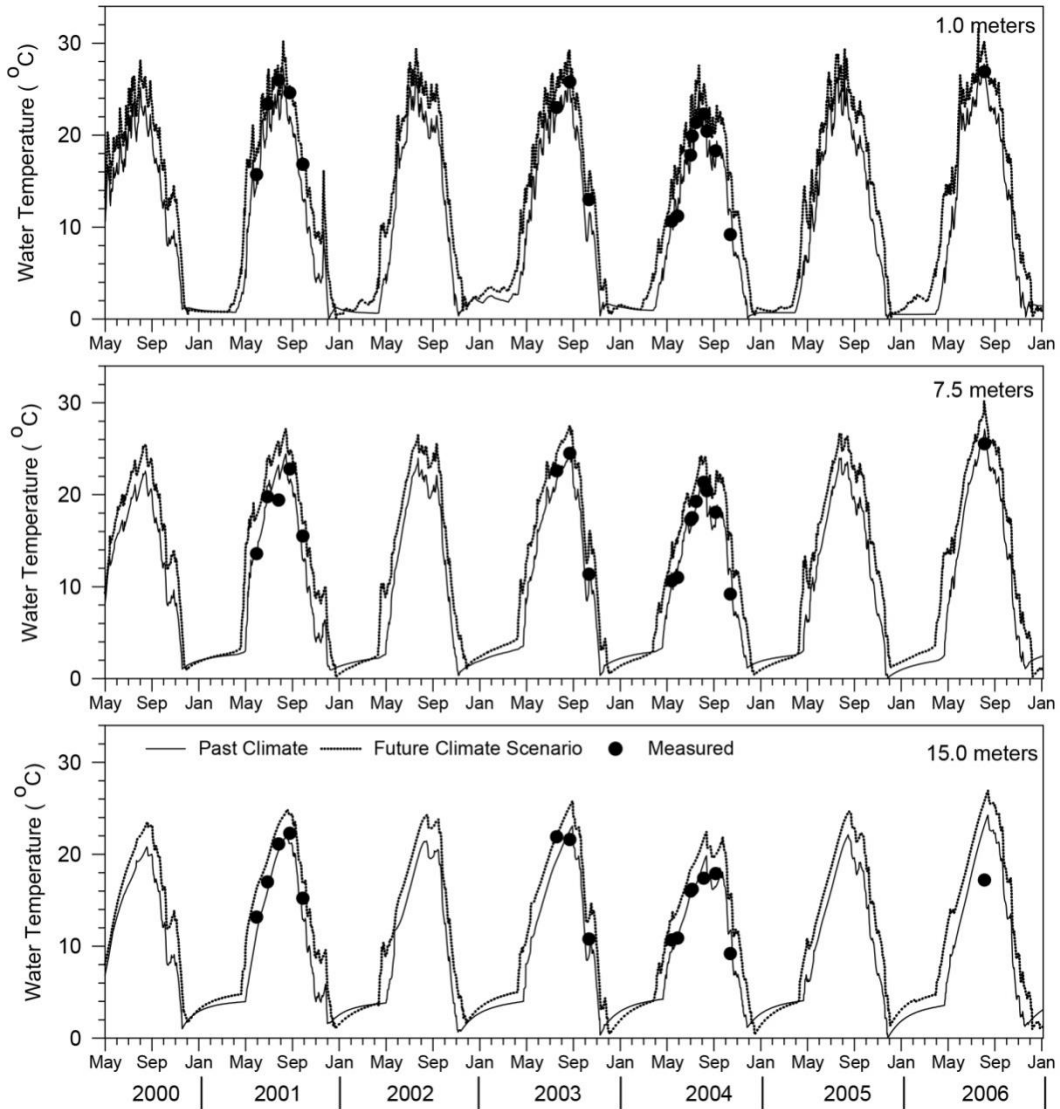 1.0 meters
Water Temperature ( °C)
30
20
10
0
May Sep Jan May Sep Jan May Sep Jan May Sep Jan May Sep Jan May Sep Jan May Sep Jan
7.5 meters
Water Temperature ( °C)
30
20
10
0
May Sep Jan May Sep Jan May Sep Jan May Sep Jan May Sep Jan May Sep Jan May Sep Jan
Past Climate Future Climate Scenario Measured
15.0 meters
Water Temperature ( °C)
30
20
10
0
May Sep Jan May Sep Jan May Sep Jan May Sep Jan May Sep Jan May Sep Jan May Sep Jan
2000 2001 2002 2003 2004 2005 2006